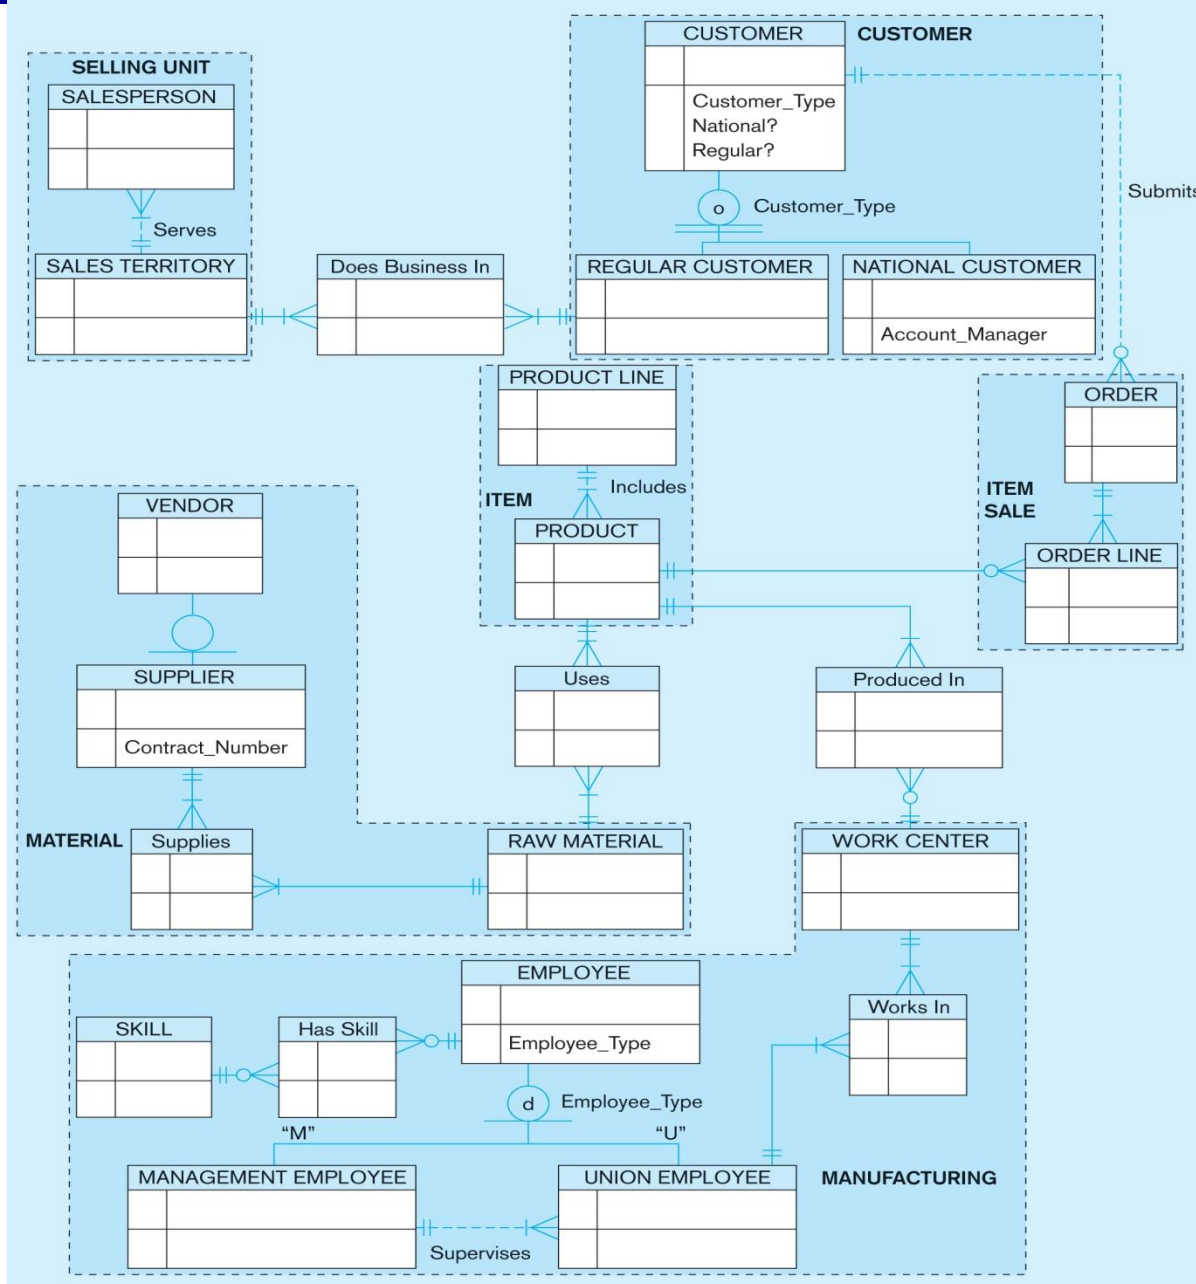 CUSTOMER
CUSTOMER
Customer_Type
National?
Regular?
SELLING UNIT
SALESPERSON
Submits
o
Customer_Type
Serves
SALES TERRITORY
Does Business In
REGULAR CUSTOMER
NATIONAL CUSTOMER
Account_Manager
PRODUCT LINE
ORDER
Includes
ITEM
ITEM
SALE
VENDOR
PRODUCT
ORDER LINE
SUPPLIER
Contract_Number
Uses
Produced In
MATERIAL
Supplies
RAW MATERIAL
WORK CENTER
EMPLOYEE
Employee_Type
SKILL
Has Skill
Works In
d
Employee_Type
“M”
“U”
MANAGEMENT EMPLOYEE
UNION EMPLOYEE
MANUFACTURING
Supervises